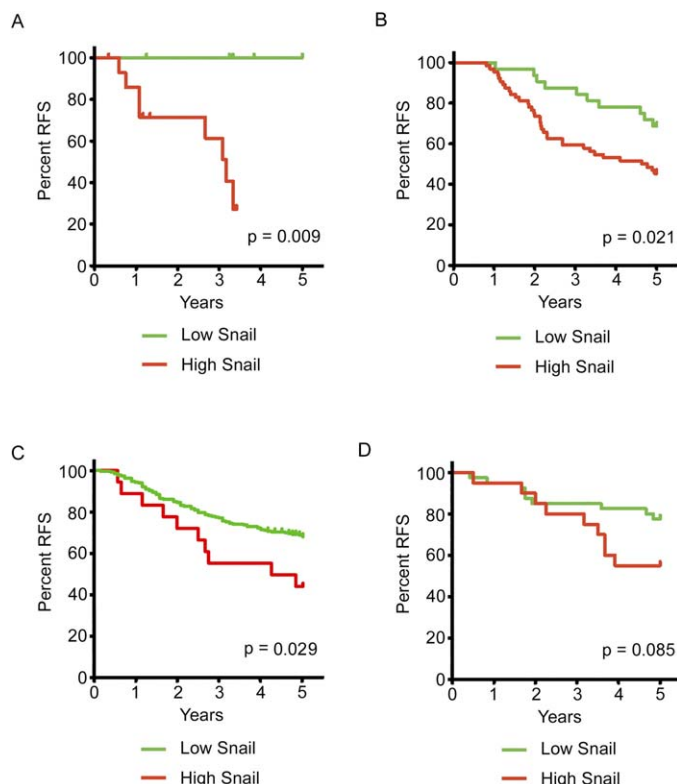 A
100
80
60
40
20
0
Percent RFS
p = 0.009
0 1 2 3 4 5
Years
Low Snail
High Snail
B
100
80
60
40
20
0
Percent RFS
p = 0.021
0 1 2 3 4 5
Years
Low Snail
High Snail
C
100
80
60
40
20
0
Percent RFS
p = 0.029
0 1 2 3 4 5
Years
Low Snail
High Snail
D
100
80
60
40
20
0
Percent RFS
p = 0.085
0 1 2 3 4 5
Years
Low Snail
High Snail